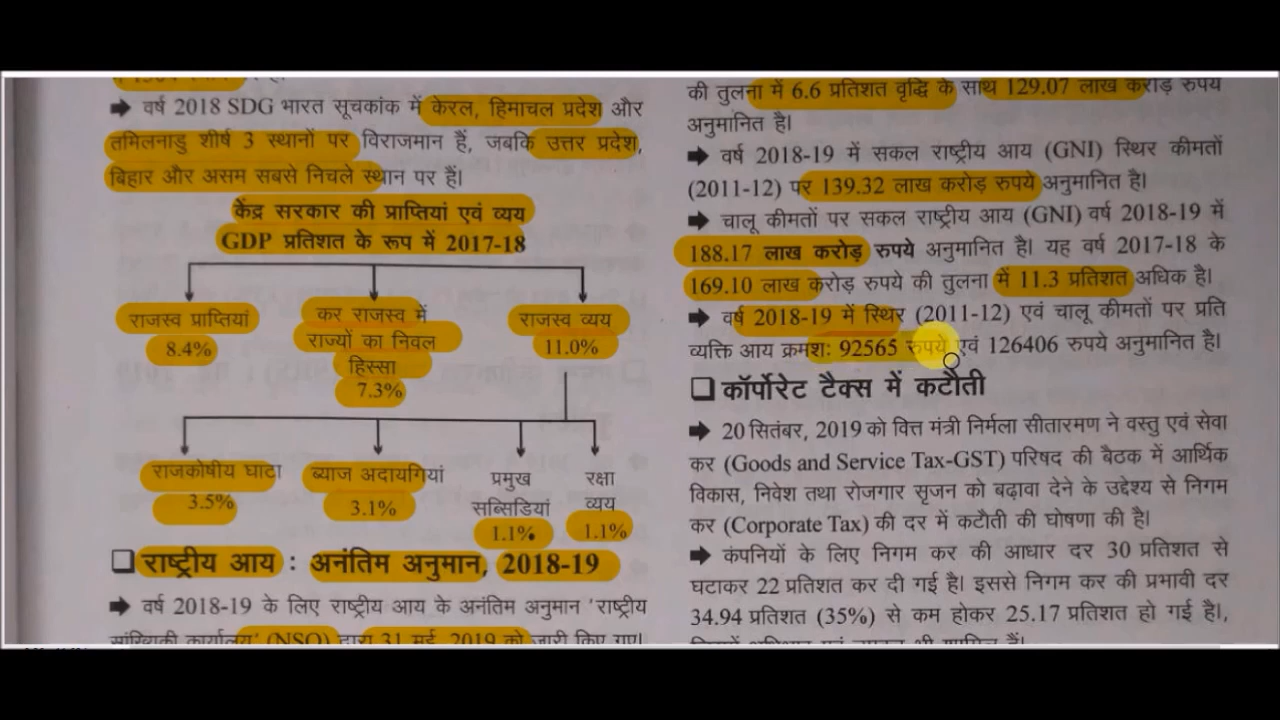 ➡ वर्ष 2018 SDG भारत सूचकांक में केरल, हिमाचल प्रदेश और
तमिलनाडु शीर्ष 3 स्थानों पर विराजमान हैं, जबकि उत्तर प्रदेश,
बिहार और असम सबसे निचले स्थान पर हैं।
केंद्र सरकार की प्राप्तियां एवं व्यय
GDP प्रतिशत के रूप में 2017-18
राजस्व प्राप्तियां
8.4%
कर राजस्व में
राज्यों का निवल
हिस्सा
7.3%
राजस्व व्यय
11.0%
राजकोषीय घाटा
3.5%
ब्याज अदायगियां
3.1%
प्रमुख
सब्सिडियां
1.1%
रक्षा
व्यय
1.1%
❑ राष्ट्रीय आय : अनंतिम अनुमान, 2018-19
➡ वर्ष 2018-19 के लिए राष्ट्रीय आय के अनंतिम अनुमान 'राष्ट्रीय
सांख्यिकी कार्यालय' (NSO) द्वारा 31 मई, 2019 को जारी किए गए।
की तुलना में 6.6 प्रतिशत वृद्धि के साथ 129.07 लाख करोड़ रुपये
अनुमानित है।
➡ वर्ष 2018-19 में सकल राष्ट्रीय आय (GNI) स्थिर कीमतों
(2011-12) पर 139.32 लाख करोड़ रुपये अनुमानित है।
➡ चालू कीमतों पर सकल राष्ट्रीय आय (GNI) वर्ष 2018-19 में
188.17 लाख करोड़ रुपये अनुमानित है। यह वर्ष 2017-18 के
169.10 लाख करोड़ रुपये की तुलना में 11.3 प्रतिशत अधिक है।
➡ वर्ष 2018-19 में स्थिर (2011-12) एवं चालू कीमतों पर प्रति
व्यक्ति आय क्रमशः 92565 रुपये एवं 126406 रुपये अनुमानित है।
❑ कॉर्पोरेट टैक्स में कटौती
➡ 20 सितंबर, 2019 को वित्त मंत्री निर्मला सीतारमण ने वस्तु एवं सेवा
कर (Goods and Service Tax-GST) परिषद की बैठक में आर्थिक
विकास, निवेश तथा रोजगार सृजन को बढ़ावा देने के उद्देश्य से निगम
कर (Corporate Tax) की दर में कटौती की घोषणा की है।
➡ कंपनियों के लिए निगम कर की आधार दर 30 प्रतिशत से
घटाकर 22 प्रतिशत कर दी गई है। इससे निगम कर की प्रभावी दर
34.94 प्रतिशत (35%) से कम होकर 25.17 प्रतिशत हो गई है।,